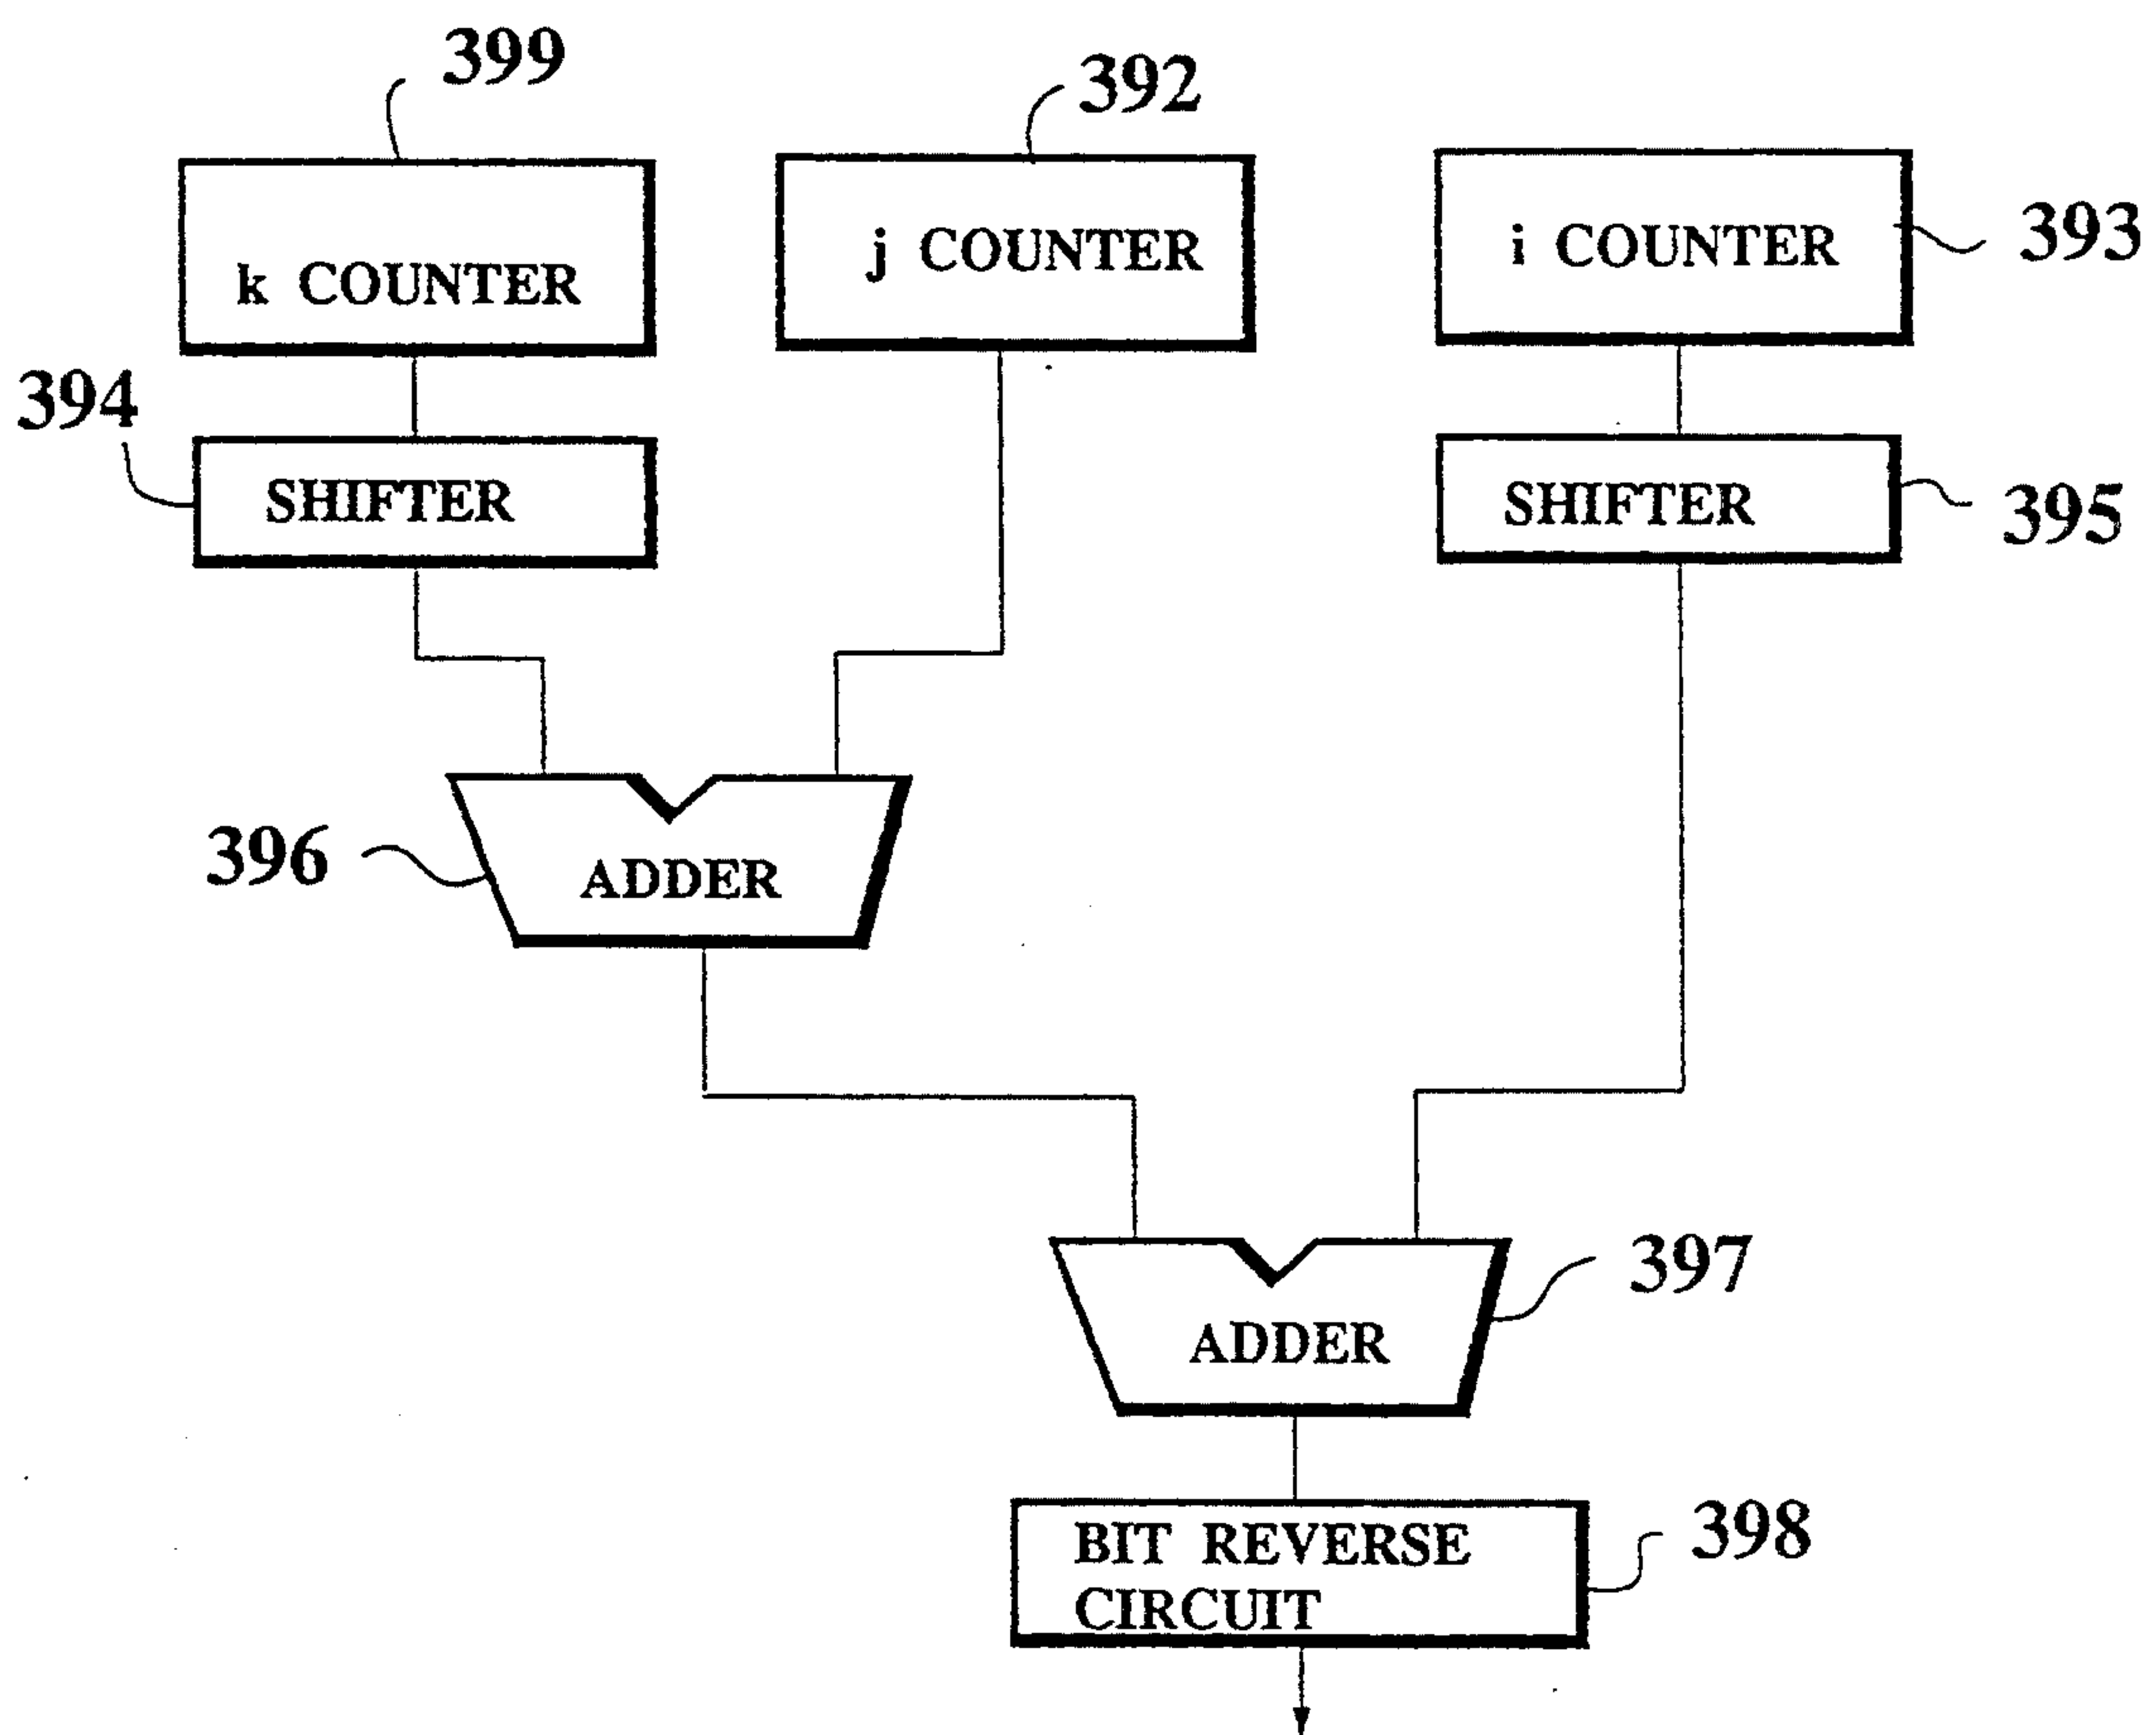 399
392
k COUNTER
j COUNTER
i COUNTER
393
394
SHIFTER
SHIFTER
395
396
ADDER
397
ADDER
BIT REVERSE
CIRCUIT
398